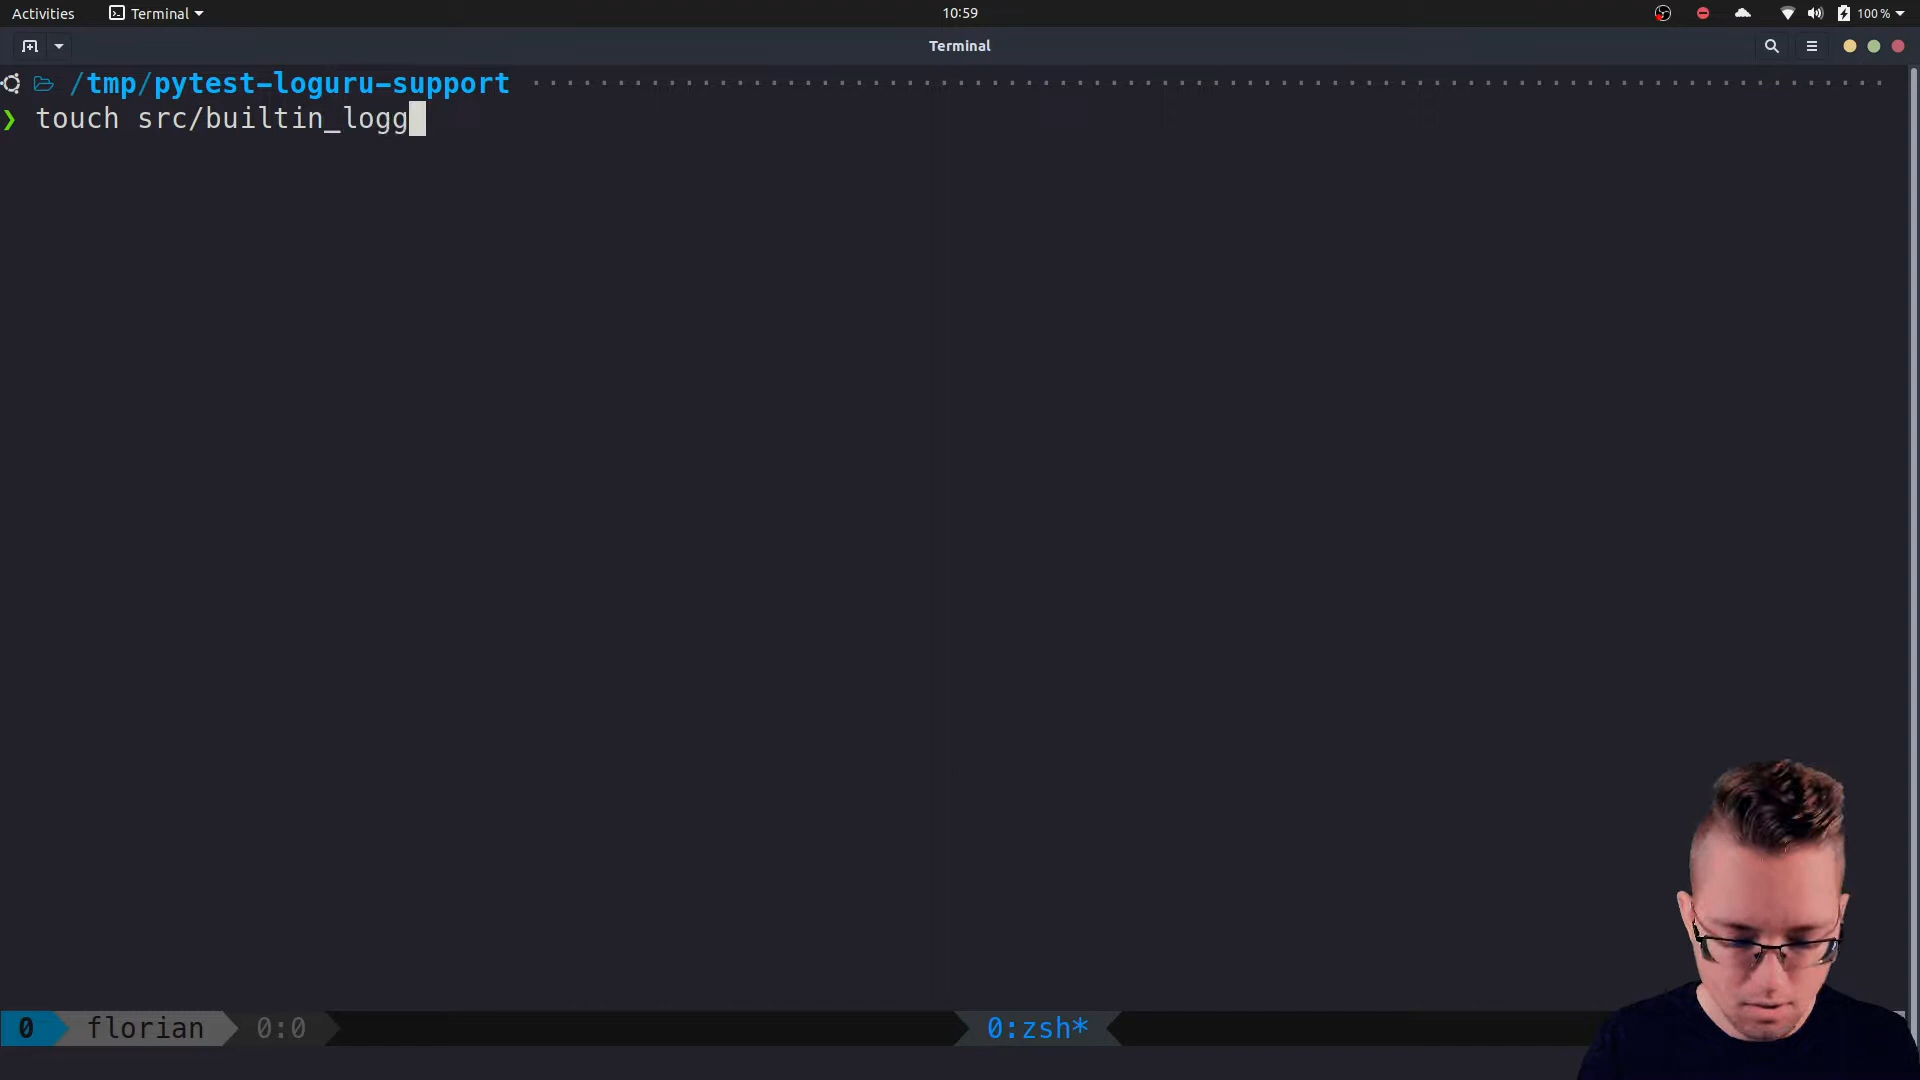 Activities
Terminal
10:59
100 %
Terminal
/tmp/pytest-loguru-support
❯ touch src/builtin_logg
0
florian
0:0
0:zsh*